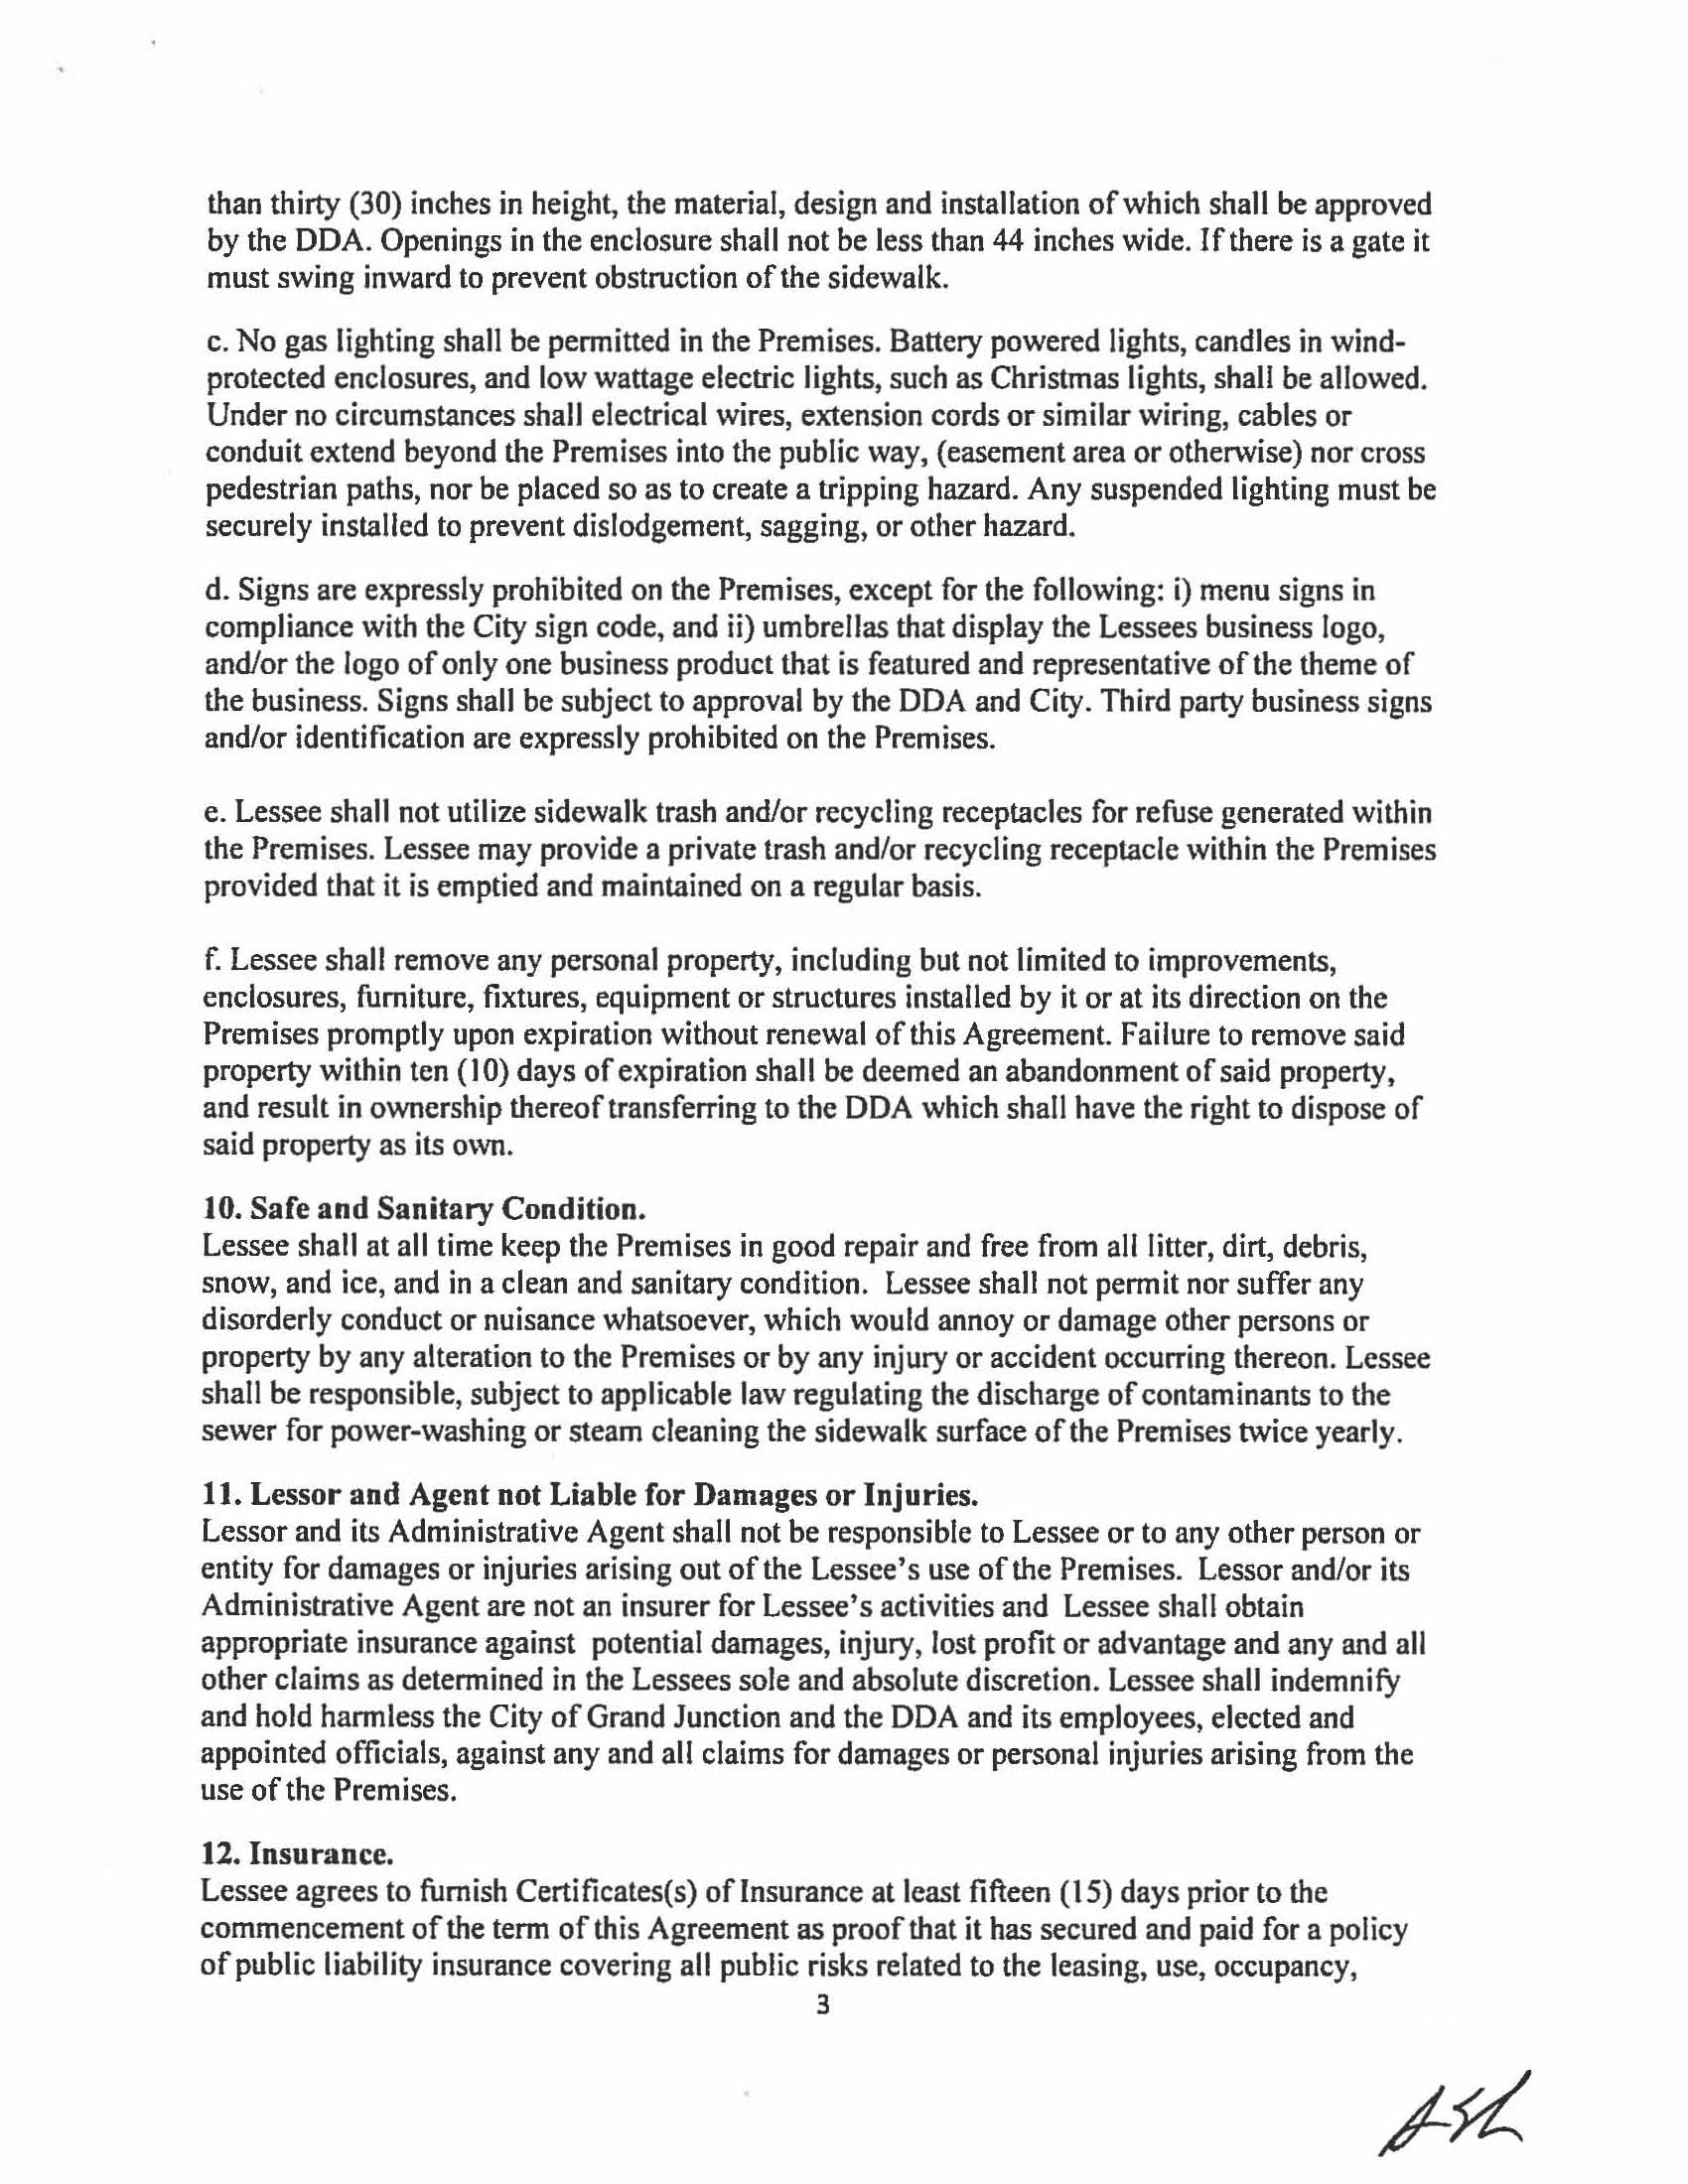 than thirty (30) inches in height, the material, design and installation of which shall be approved
by the DDA. Openings in the enclosure shall not be less than 44 inches wide. If there is a gate it
must swing inward to prevent obstruction of the sidewalk.
c. No gas lighting shall be permitted in the Premises. Battery powered lights, candles in wind-
protected enclosures, and low wattage electric lights, such as Christmas lights, shall be allowed.
Under no circumstances shall electrical wires, extension cords or similar wiring, cables or
conduit extend beyond the Premises into the public way, (easement area or otherwise) nor cross
pedestrian paths, nor be placed so as to create a tripping hazard. Any suspended lighting must be
securely installed to prevent dislodgement, sagging, or other hazard.
d. Signs are expressly prohibited on the Premises, except for the following: i) menu signs in
compliance with the City sign code, and ii) umbrellas that display the Lessees business logo,
and/or the logo of only one business product that is featured and representative of the theme of
the business. Signs shall be subject to approval by the DDA and City. Third party business signs
and/or identification are expressly prohibited on the Premises.
e. Lessee shall not utilize sidewalk trash and/or recycling receptacles for refuse generated within
the Premises. Lessee may provide a private trash and/or recycling receptacle within the Premises
provided that it is emptied and maintained on a regular basis.
f. Lessee shall remove any personal property, including but not limited to improvements,
enclosures, furniture, fixtures, equipment or structures installed by it or at its direction on the
Premises promptly upon expiration without renewal of this Agreement. Failure to remove said
property within ten (10) days of expiration shall be deemed an abandonment of said property,
and result in ownership thereof transferring to the DDA which shall have the right to dispose of
said property as its own.
10. Safe and Sanitary Condition.
Lessee shall at all time keep the Premises in good repair and free from all litter, dirt, debris,
snow, and ice, and in a clean and sanitary condition. Lessee shall not permit nor suffer any
disorderly conduct or nuisance whatsoever, which would annoy or damage other persons or
property by any alteration to the Premises or by any injury or accident occurring thereon. Lessee
shall be responsible, subject to applicable law regulating the discharge of contaminants to the
sewer for power-washing or steam cleaning the sidewalk surface of the Premises twice yearly.
11. Lessor and Agent not Liable for Damages or Injuries.
Lessor and its Administrative Agent shall not be responsible to Lessee or to any other person or
entity for damages or injuries arising out of the Lessee's use of the Premises. Lessor and/or its
Administrative Agent are not an insurer for Lessee's activities and Lessee shall obtain
appropriate insurance against potential damages, injury, lost profit or advantage and any and all
other claims as determined in the Lessees sole and absolute discretion. Lessee shall indemnify
and hold harmless the City of Grand Junction and the DDA and its employees, elected and
appointed officials, against any and all claims for damages or personal injuries arising from the
use of the Premises.
12. Insurance.
Lessee agrees to furnish Certificates(s) of Insurance at least fifteen (15) days prior to the
commencement of the term of this Agreement as proof that it has secured and paid for a policy
of public liability insurance covering all public risks related to the leasing, use, occupancy,
3